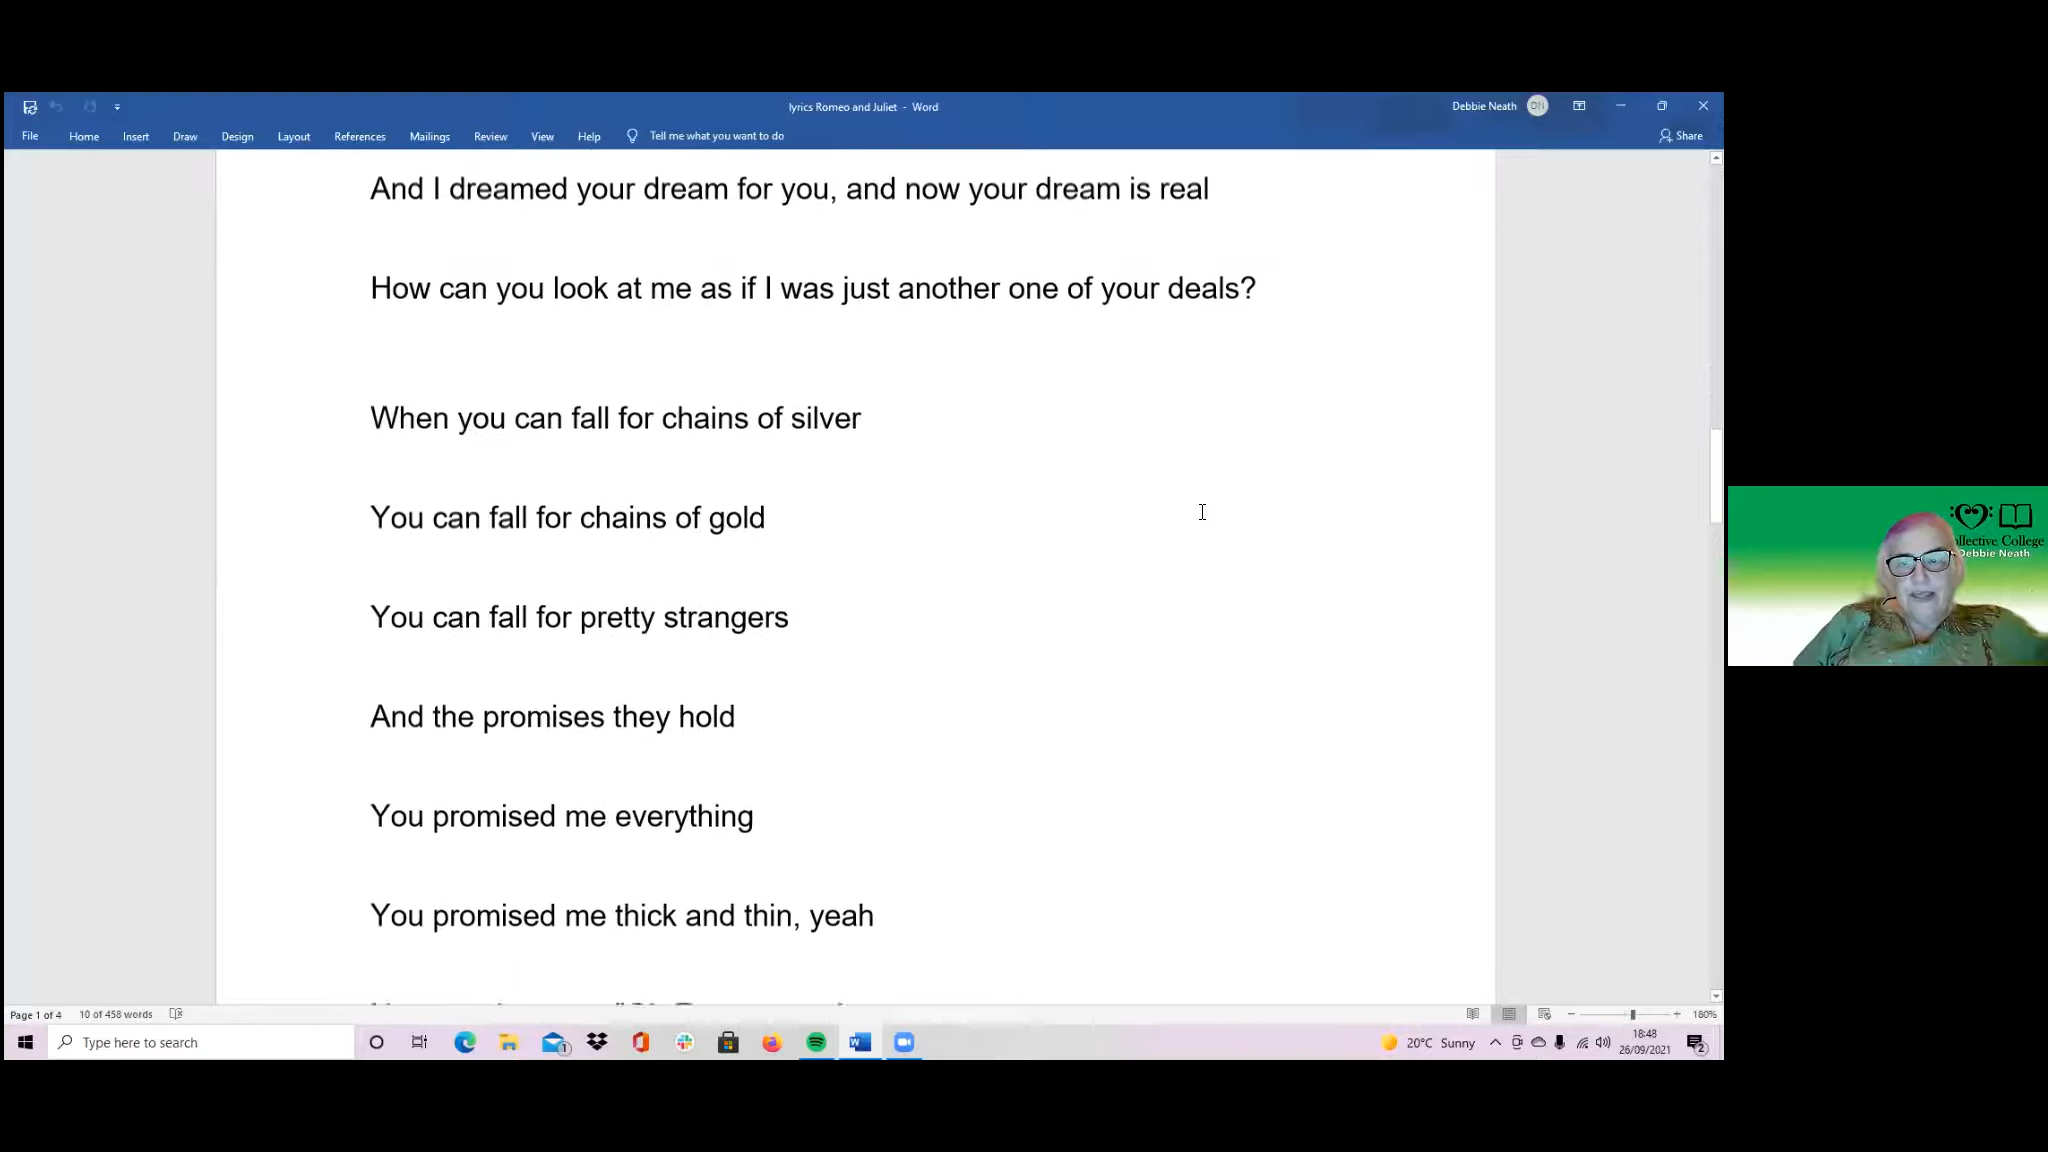 lyrics Romeo and Juliet - Word
Debbie Neath
DN
File
Home
Insert
Draw
Design
Layout
References
Mailings
Review
View
Help
Tell me what you want to do
Share
And I dreamed your dream for you, and now your dream is real
How can you look at me as if I was just another one of your deals?
When you can fall for chains of silver
You can fall for chains of gold
You can fall for pretty strangers
And the promises they hold
You promised me everything
You promised me thick and thin, yeah
College
Debbie Neath
Page 1 of 4
10 of 458 words
180%
Type here to search
1
20°C Sunny
18:48
26/09/2021
2